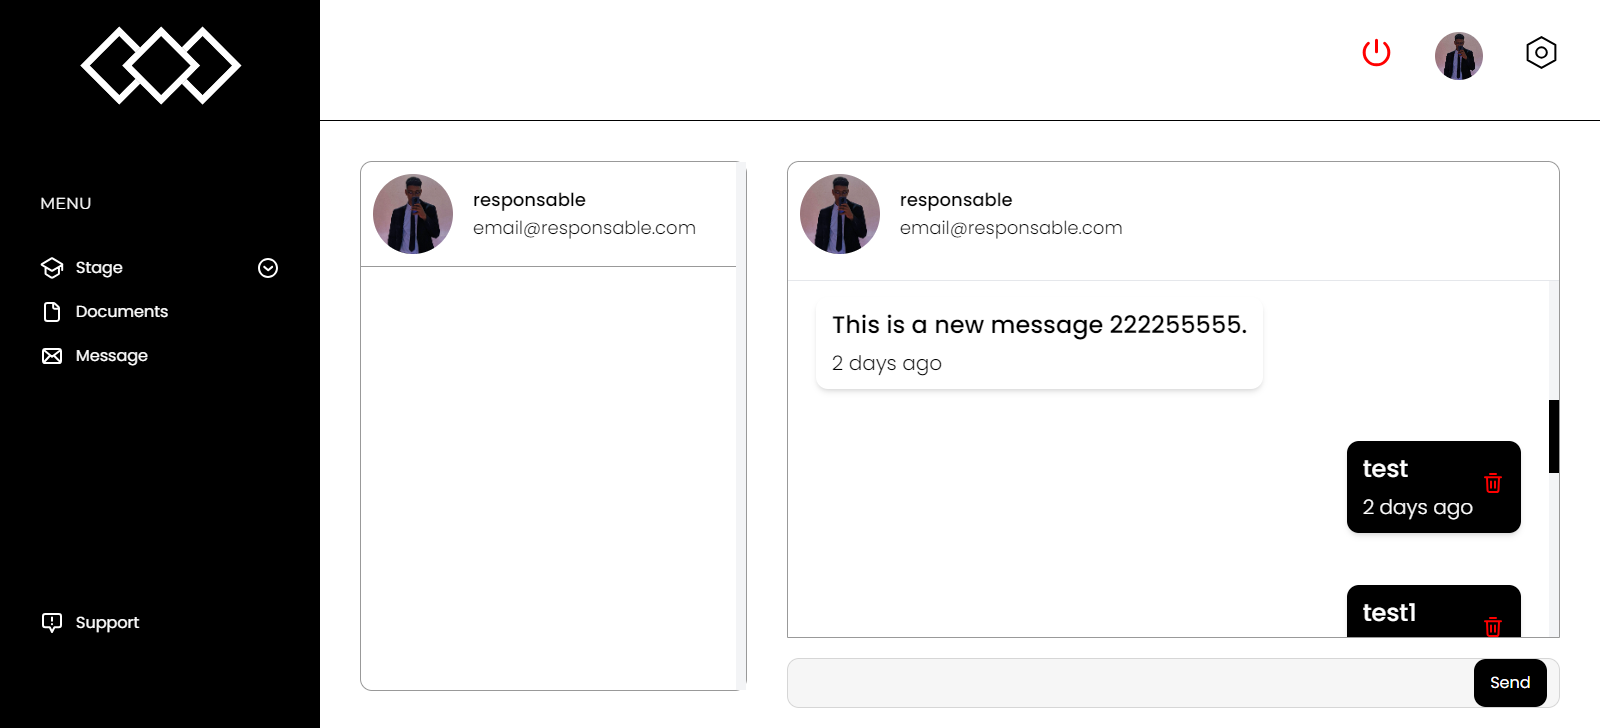 MENU
Stage
Documents
Message
Support
responsable
email@responsable.com
responsable
email@responsable.com
This is a new message 222255555.
2 days ago
test
2 days ago
test1
Send